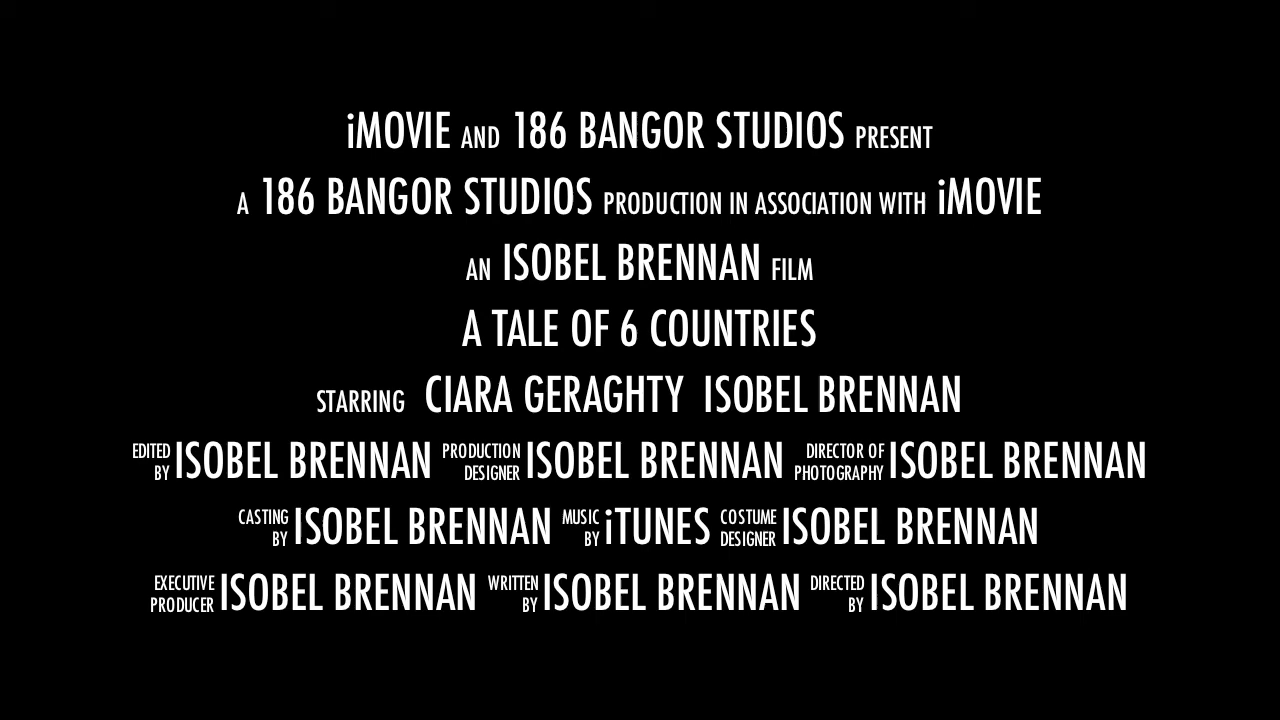 iMOVIE AND 186 BANGOR STUDIOS PRESENT
A 186 BANGOR STUDIOS PRODUCTION IN ASSOCIATION WITH iMOVIE
AN ISOBEL BRENNAN FILM
A TALE OF 6 COUNTRIES
STARRING CIARA GERAGHTY ISOBEL BRENNAN
EDITED BY ISOBEL BRENNAN PRODUCTION DESIGNER ISOBEL BRENNAN DIRECTOR OF PHOTOGRAPHY ISOBEL BRENNAN
CASTING BY ISOBEL BRENNAN MUSIC BY iTUNES COSTUME DESIGNER ISOBEL BRENNAN
EXECUTIVE PRODUCER ISOBEL BRENNAN WRITTEN BY ISOBEL BRENNAN DIRECTED BY ISOBEL BRENNAN